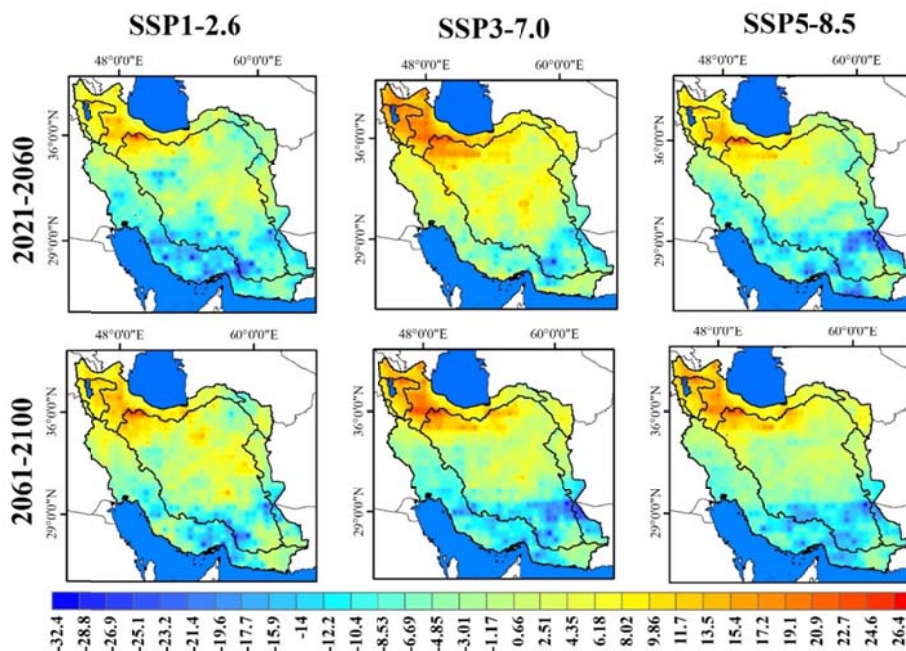 SSP1-2.6 SSP3-7.0 SSP5-8.5
48°0'0"E 60°0'0"E 48°0'0"E 60°0'0"E 48°0'0"E 60°0'0"E
2021-2060
36°0'0"N 29°0'0"N 36°0'0"N 29°0'0"N 36°0'0"N 29°0'0"N
48°0'0"E 60°0'0"E 48°0'0"E 60°0'0"E 48°0'0"E 60°0'0"E
2061-2100
36°0'0"N 29°0'0"N 36°0'0"N 29°0'0"N 36°0'0"N 29°0'0"N
-32.4 -28.8 -26.9 -25.1 -23.2 -21.4 -19.6 -17.7 -15.9 -14 -12.2 -10.4 -8.53 -6.69 -4.85 -3.01 -1.17 0.66 2.51 4.35 6.18 8.02 9.86 11.7 13.5 15.4 17.2 19.1 20.9 22.7 24.6 26.4